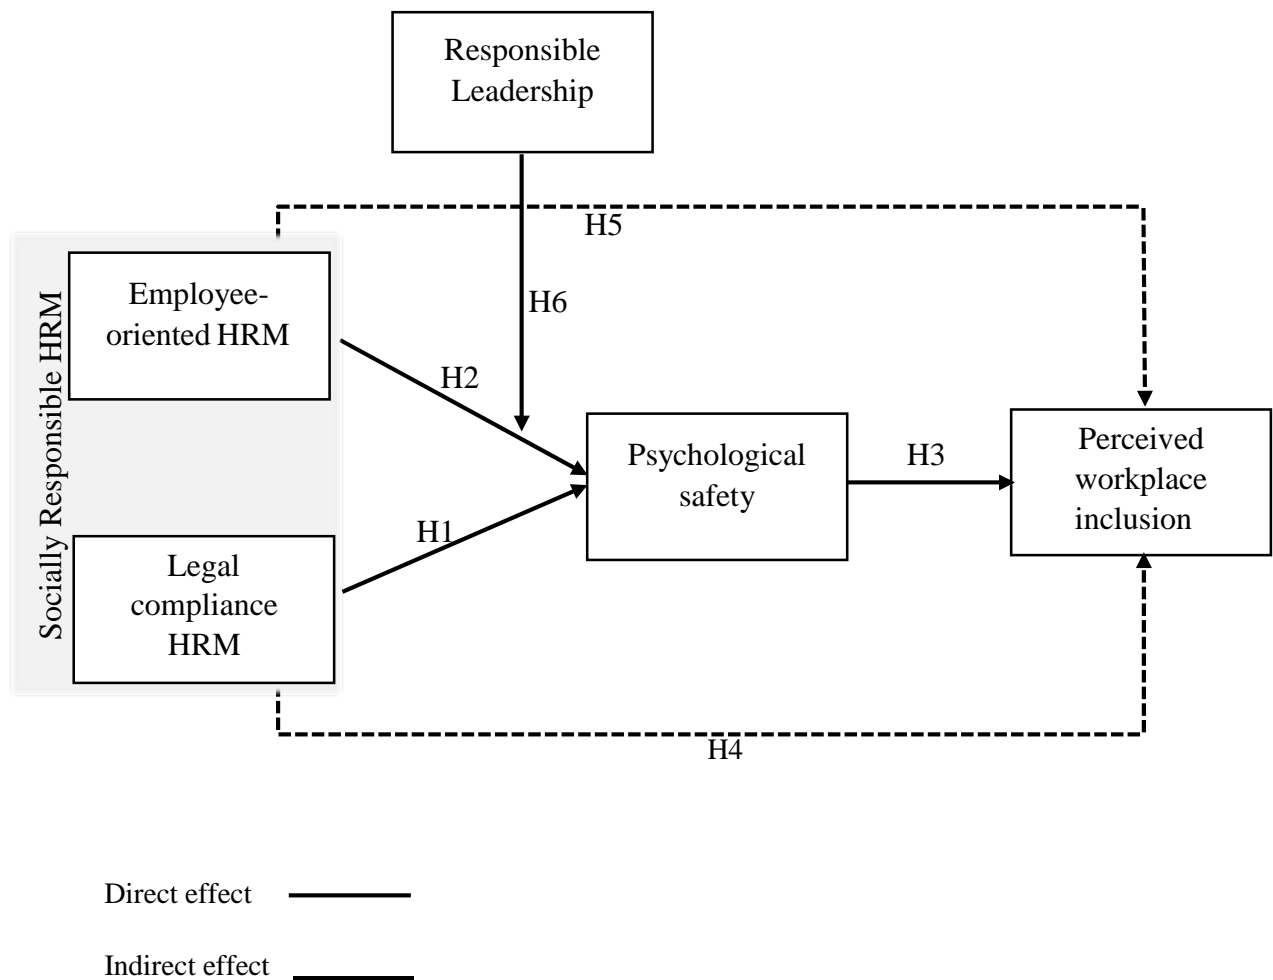 Responsible
Leadership
H5
Socially Responsible HRM
Employee-
oriented HRM
H6
H2
Psychological
safety
H3
Perceived
workplace
inclusion
H1
Legal
compliance
HRM
H4
Direct effect
Indirect effect